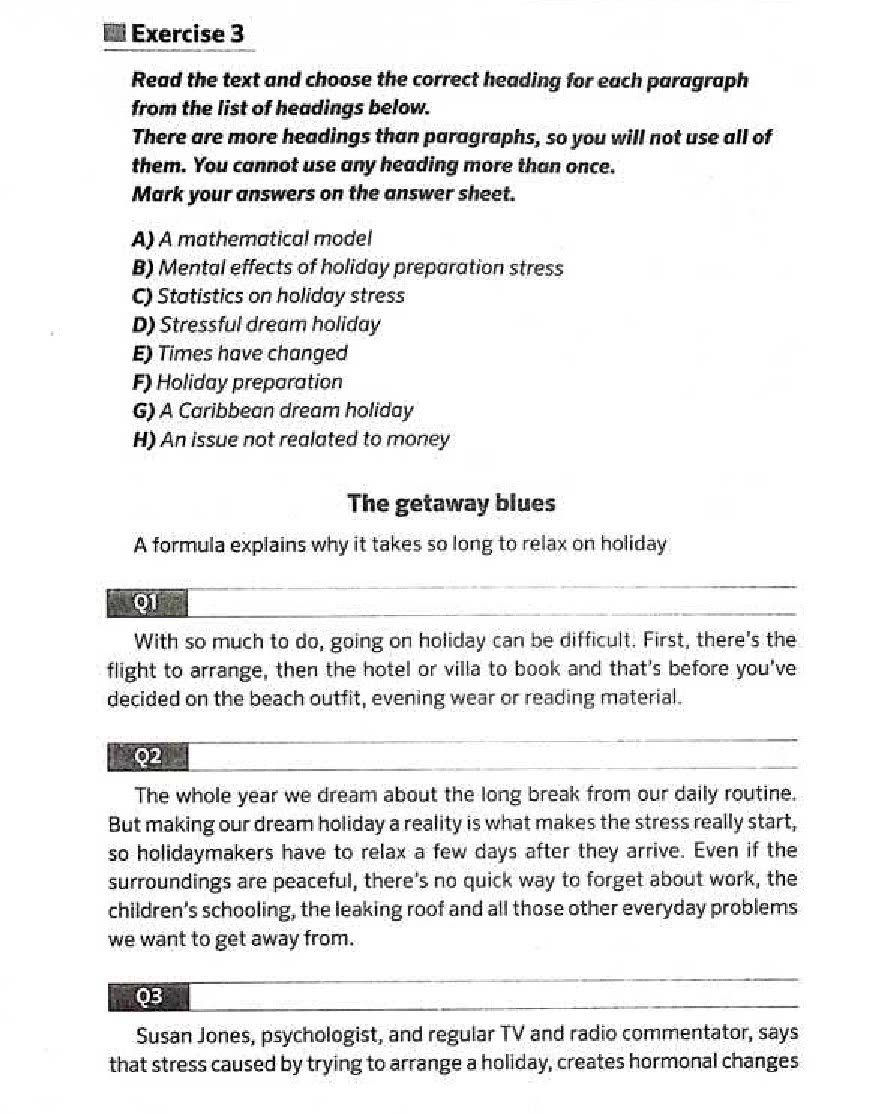 Exercise 3
Read the text and choose the correct heading for each paragraph
from the list of headings below.
There are more headings than paragraphs, so you will not use all of
them. You cannot use any heading more than once.
Mark your answers on the answer sheet.
A) A mathematical model
B) Mental effects of holiday preparation stress
C) Statistics on holiday stress
D) Stressful dream holiday
E) Times have changed
F) Holiday preparation
G) A Caribbean dream holiday
H) An issue not realated to money
The getaway blues
A formula explains why it takes so long to relax on holiday
Q1
With so much to do, going on holiday can be difficult. First, there's the
flight to arrange, then the hotel or villa to book and that's before you've
decided on the beach outfit, evening wear or reading material.
Q2
The whole year we dream about the long break from our daily routine.
But making our dream holiday a reality is what makes the stress really start,
so holidaymakers have to relax a few days after they arrive. Even if the
surroundings are peaceful, there's no quick way to forget about work, the
children's schooling, the leaking roof and all those other everyday problems
we want to get away from.
Q3
Susan Jones, psychologist, and regular TV and radio commentator, says
that stress caused by trying to arrange a holiday, creates hormonal changes